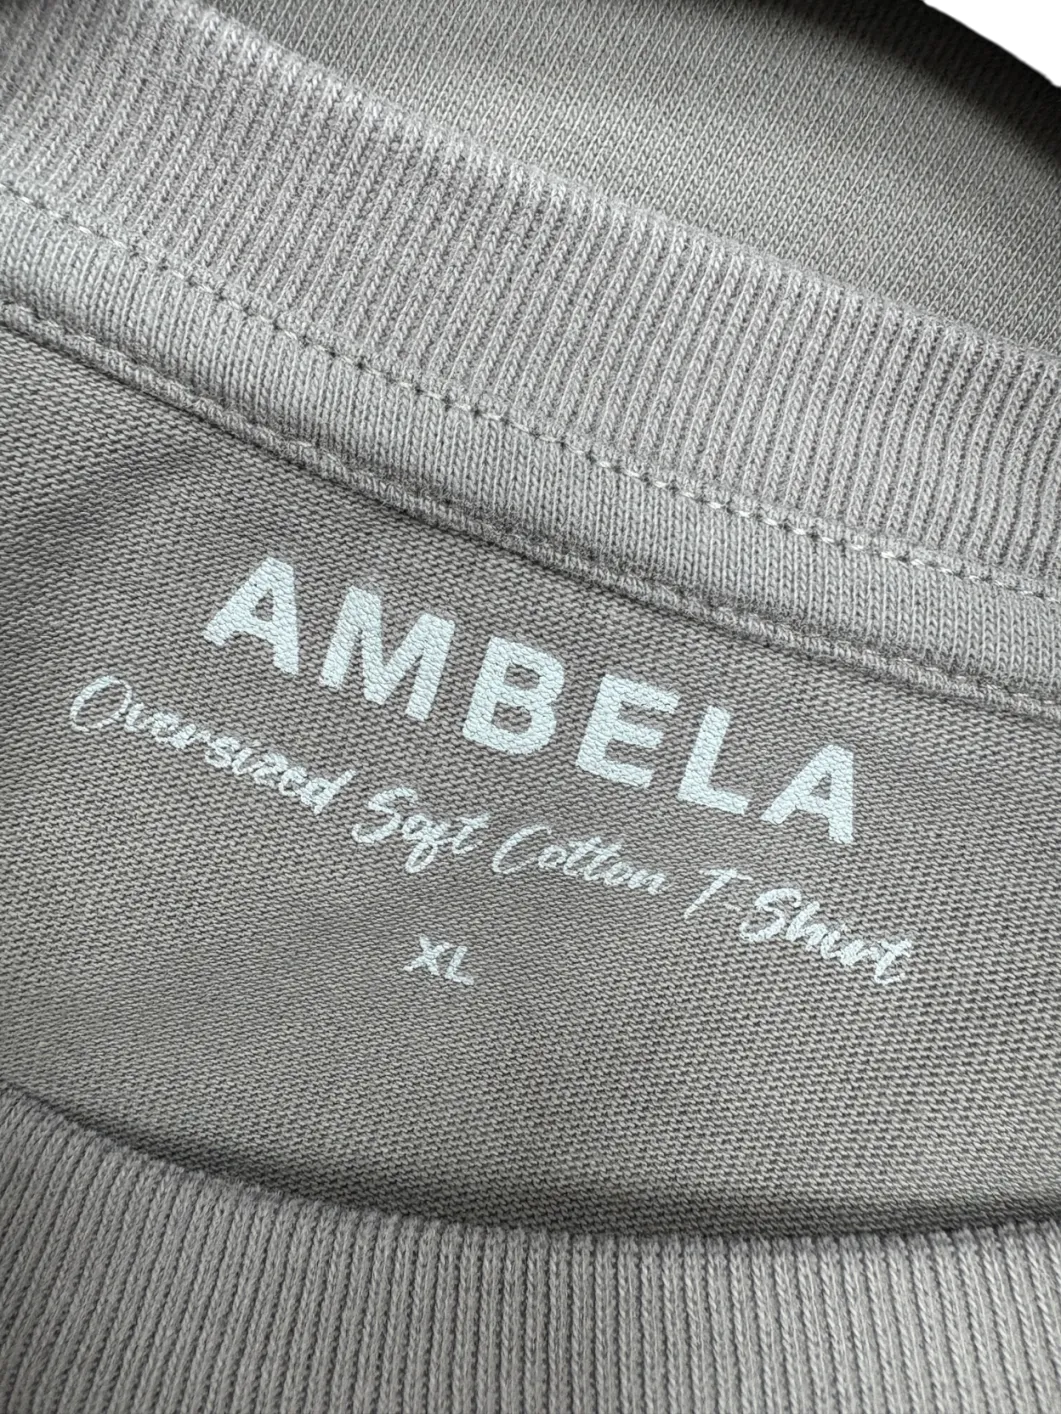 AMBELA
Oversized Soft Cotton T-Shirt
XL